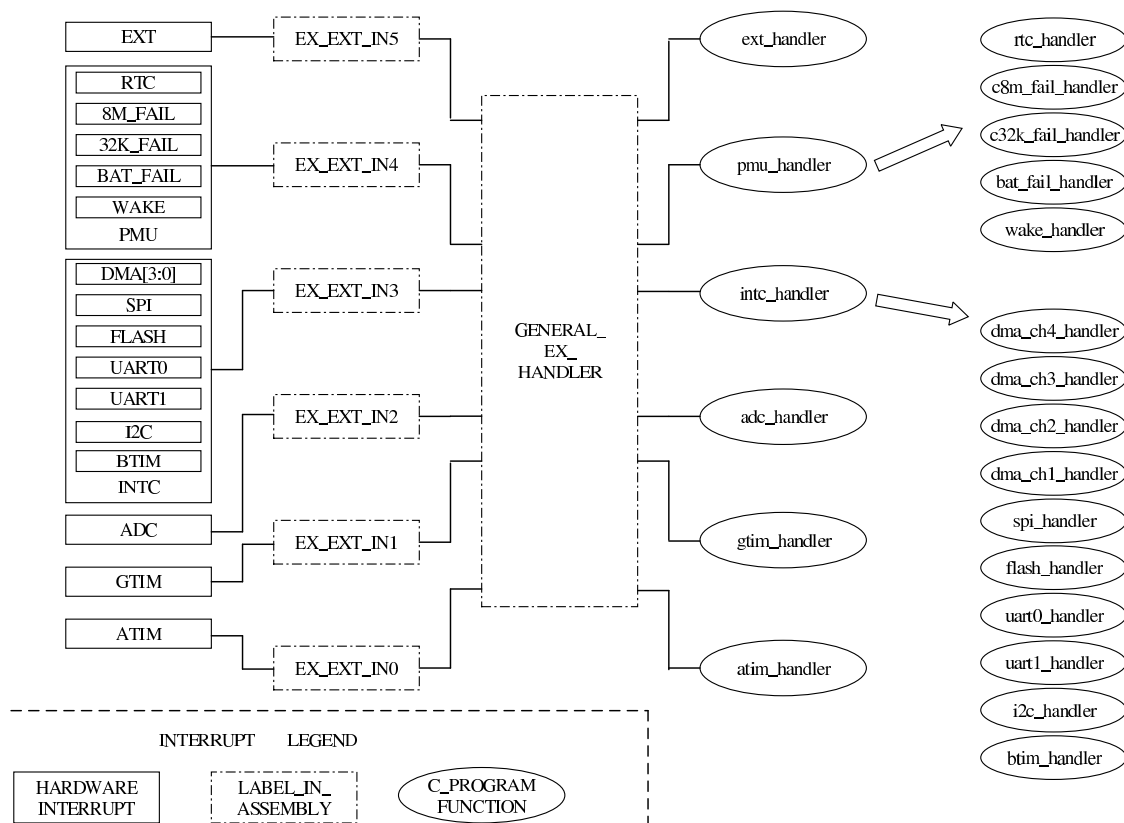 EXT
RTC
8M_FAIL
32K_FAIL
BAT_FAIL
WAKE
PMU
DMA[3:0]
SPI
FLASH
UART0
UART1
I2C
BTIM
INTC
ADC
GTIM
ATIM
EX_EXT_IN5
EX_EXT_IN4
EX_EXT_IN3
EX_EXT_IN2
EX_EXT_IN1
EX_EXT_IN0
GENERAL_
EX_
HANDLER
ext_handler
pmu_handler
intc_handler
adc_handler
gtim_handler
atim_handler
rtc_handler
c8m_fail_handler
c32k_fail_handler
bat_fail_handler
wake_handler
dma_ch4_handler
dma_ch3_handler
dma_ch2_handler
dma_ch1_handler
spi_handler
flash_handler
uart0_handler
uart1_handler
i2c_handler
btim_handler
INTERRUPT LEGEND
HARDWARE
INTERRUPT
LABEL_IN_
ASSEMBLY
C_PROGRAM
FUNCTION